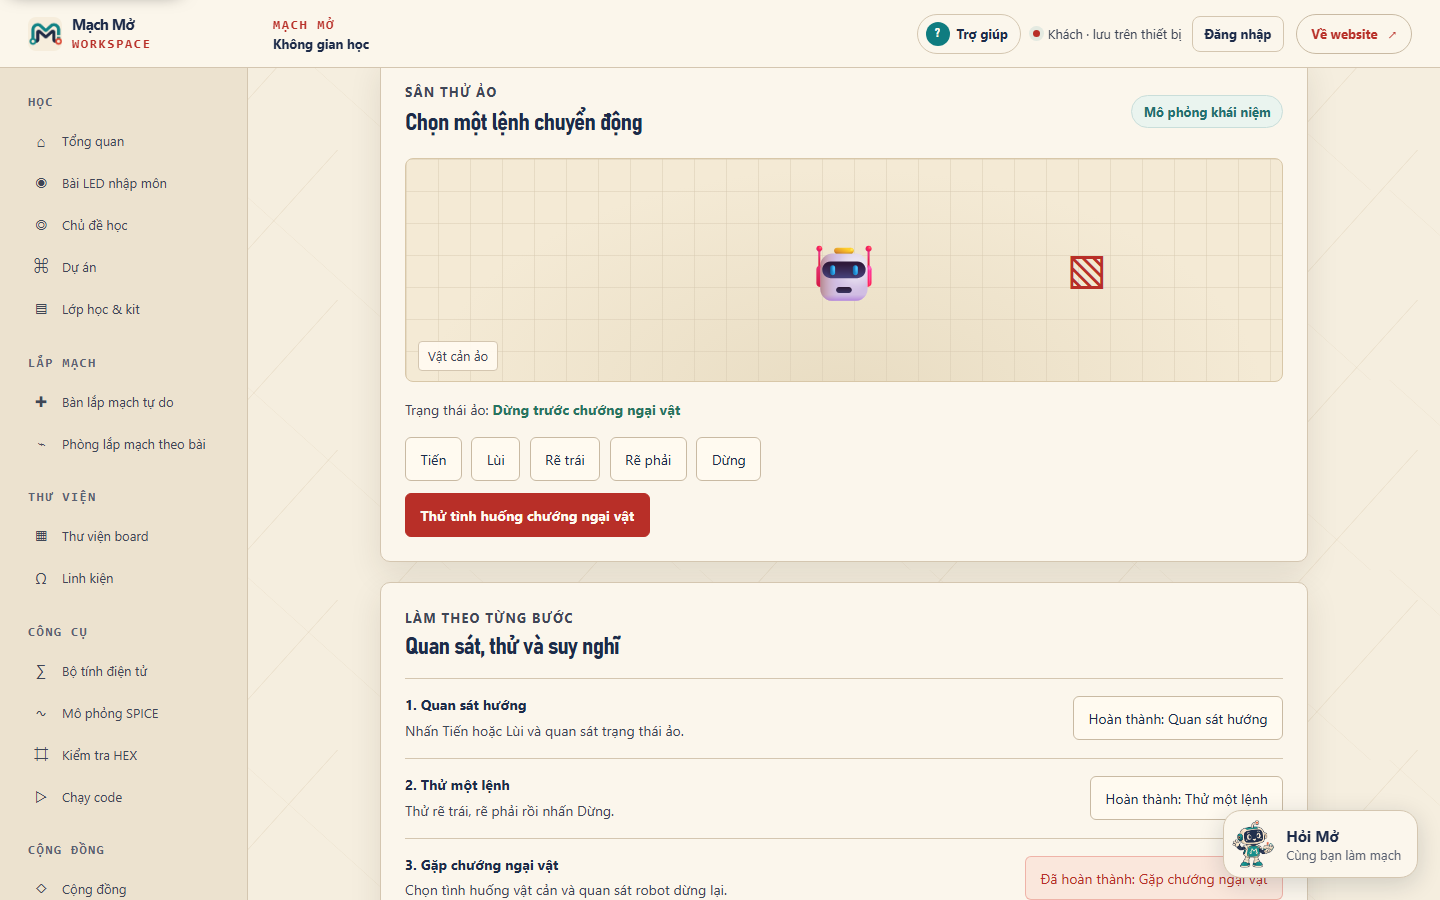 Mạch Mở
WORKSPACE
MẠCH MỞ
Không gian học
? Trợ giúp
Khách · lưu trên thiết bị
Đăng nhập
Về website ↗
HỌC
Tổng quan
Bài LED nhập môn
Chủ đề học
Dự án
Lớp học & kit
LẮP MẠCH
Bàn lắp mạch tự do
Phòng lắp mạch theo bài
THƯ VIỆN
Thư viện board
Linh kiện
CÔNG CỤ
Bộ tính điện tử
Mô phỏng SPICE
Kiểm tra HEX
Chạy code
CỘNG ĐỒNG
Cộng đồng
SÂN THỬ ẢO
Chọn một lệnh chuyển động
Mô phỏng khái niệm
Vật cản ảo
Trạng thái ảo: Dừng trước chướng ngại vật
Tiến
Lùi
Rẽ trái
Rẽ phải
Dừng
Thử tình huống chướng ngại vật
LÀM THEO TỪNG BƯỚC
Quan sát, thử và suy nghĩ
1. Quan sát hướng
Nhấn Tiến hoặc Lùi và quan sát trạng thái ảo.
Hoàn thành: Quan sát hướng
2. Thử một lệnh
Thử rẽ trái, rẽ phải rồi nhấn Dừng.
Hoàn thành: Thử một lệnh
3. Gặp chướng ngại vật
Chọn tình huống vật cản và quan sát robot dừng lại.
Đã hoàn thành: Gặp chướng ngại vật
Hỏi Mở
Cùng bạn làm mạch